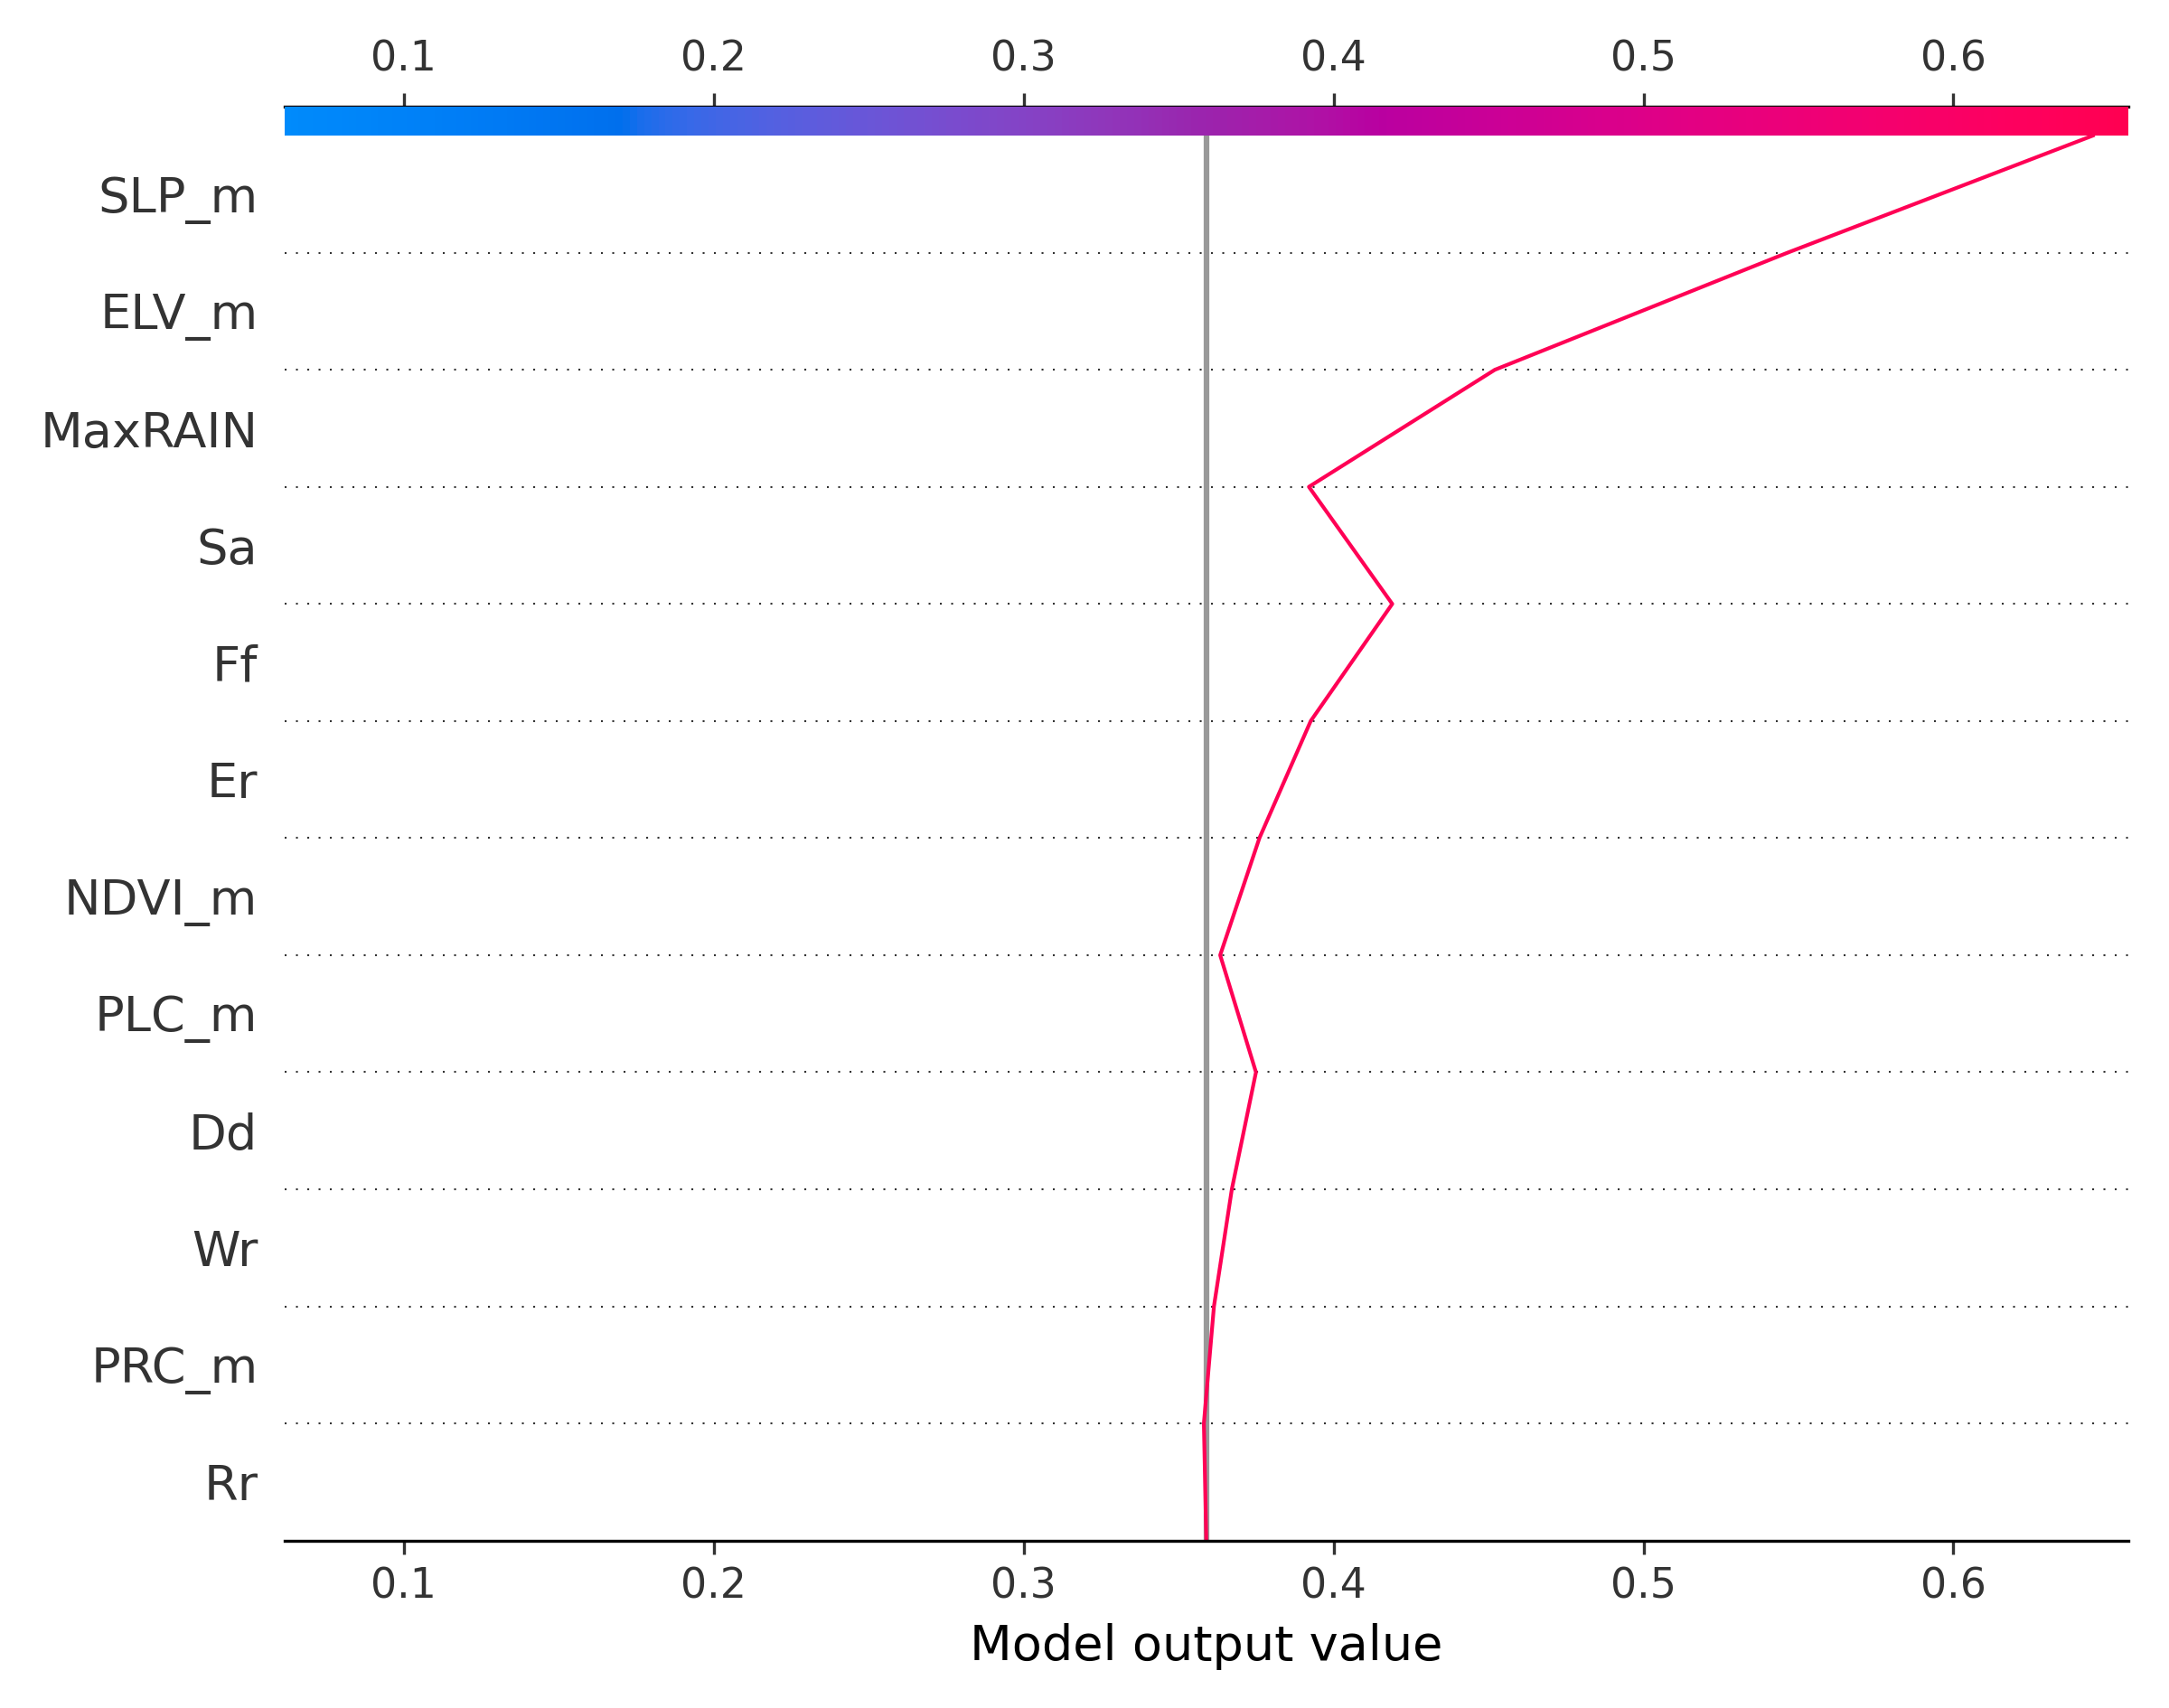 0.1 0.2 0.3 0.4 0.5 0.6
SLP_m
ELV_m
MaxRAIN
Sa
Ff
Er
NDVI_m
PLC_m
Dd
Wr
PRC_m
Rr
0.1 0.2 0.3 0.4 0.5 0.6
Model output value